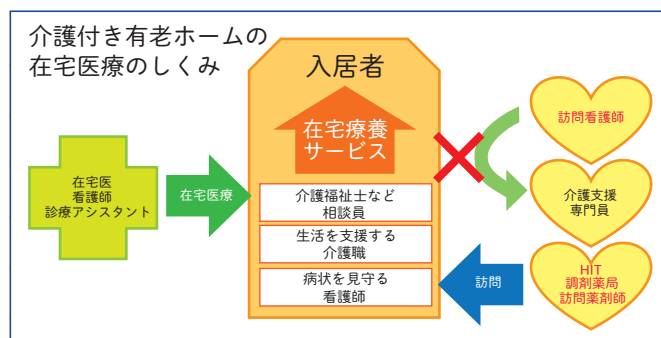 介護付き有老ホームの
在宅医療のしくみ
入居者
在宅療養
サービス
在宅医
看護師
診療アシスタント
在宅医療
介護福祉士など
相談員
生活を支援する
介護職
病状を見守る
看護師
訪問看護師
介護支援
専門員
訪問
HIT
調剤薬局
訪問薬剤師